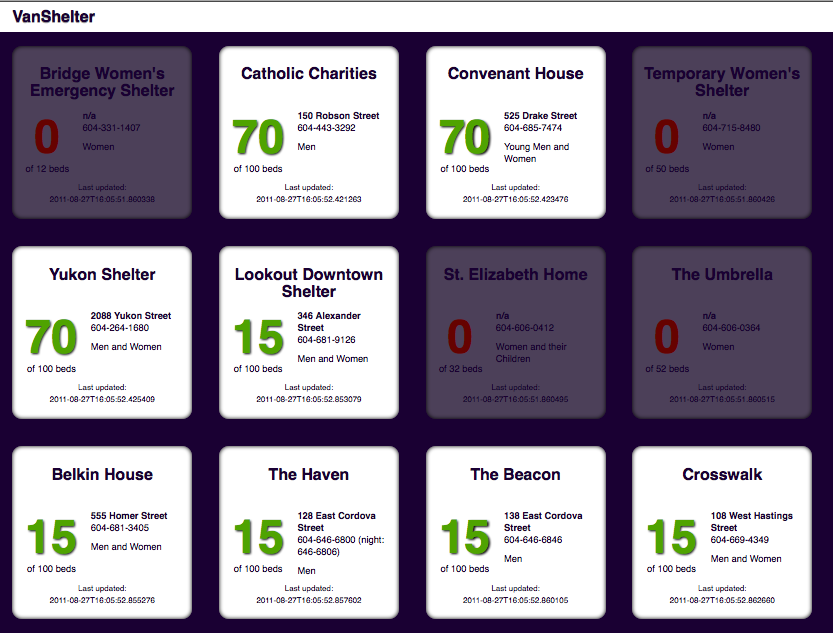 VanShelter
Bridge Women's
Emergency Shelter
0
of 12 beds
n/a
604-331-1407
Women
Last updated:
2011-08-27T16:05:51.860338
Catholic Charities
70
of 100 beds
150 Robson Street
604-443-3292
Men
Last updated:
2011-08-27T16:05:52.421263
Convenant House
70
of 100 beds
525 Drake Street
604-685-7474
Young Men and
Women
Last updated:
2011-08-27T16:05:52.423476
Temporary Women's
Shelter
0
of 50 beds
n/a
604-715-8480
Women
Last updated:
2011-08-27T16:05:51.860426
Yukon Shelter
70
of 100 beds
2088 Yukon Street
604-264-1680
Men and Women
Last updated:
2011-08-27T16:05:52.425409
Lookout Downtown
Shelter
15
of 100 beds
346 Alexander
Street
604-681-9126
Men and Women
Last updated:
2011-08-27T16:05:52.853079
St. Elizabeth Home
0
of 32 beds
n/a
604-606-0412
Women and their
Children
Last updated:
2011-08-27T16:05:51.860495
The Umbrella
0
of 52 beds
n/a
604-606-0364
Women
Last updated:
2011-08-27T16:05:51.860515
Belkin House
15
of 100 beds
555 Homer Street
604-681-3405
Men and Women
Last updated:
2011-08-27T16:05:52.855276
The Haven
15
of 100 beds
128 East Cordova
Street
604-646-6800 (night:
646-6806)
Men
Last updated:
2011-08-27T16:05:52.857602
The Beacon
15
of 100 beds
138 East Cordova
Street
604-646-6846
Men
Last updated:
2011-08-27T16:05:52.860105
Crosswalk
15
of 100 beds
108 West Hastings
Street
604-669-4349
Men and Women
Last updated:
2011-08-27T16:05:52.862660